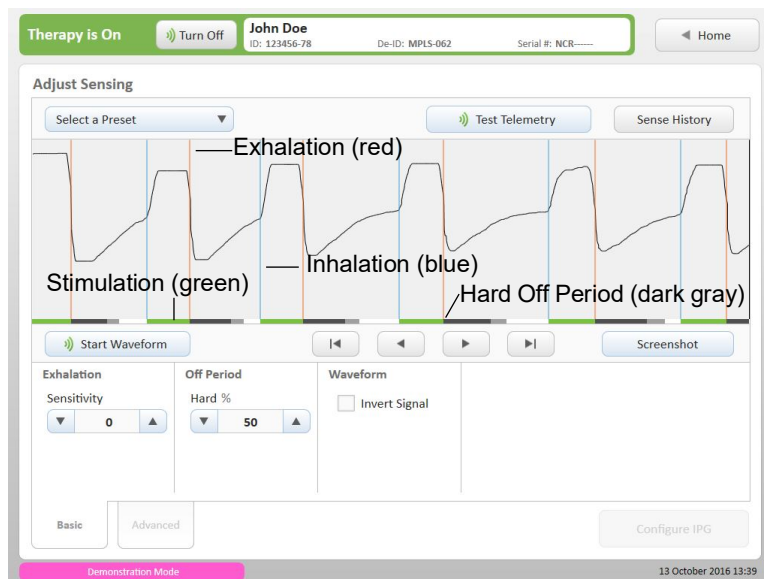 Therapy is On
Turn Off
John Doe
ID: 123456-78 De-ID: MPLS-062 Serial #: NCR------
Home
Adjust Sensing
Select a Preset
Test Telemetry
Sense History
Exhalation (red)
Inhalation (blue)
Stimulation (green)
Hard Off Period (dark gray)
Start Waveform
Screenshot
Exhalation Off Period Waveform
Sensitivity Hard % Invert Signal
0 50
Basic Advanced
Configure IPG
Demonstration Mode
13 October 2016 13:39